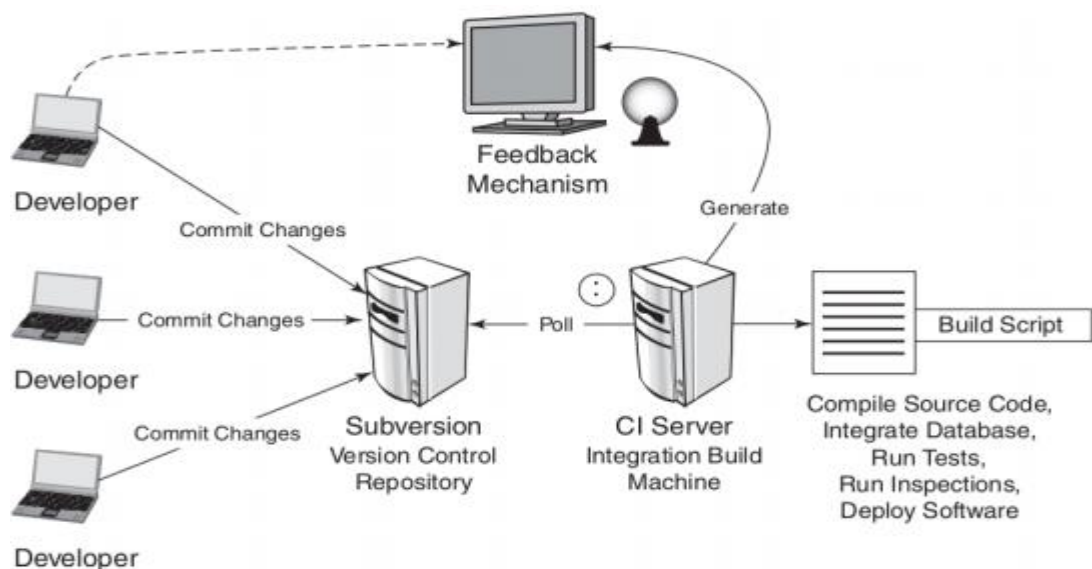 Feedback
Mechanism
Developer
Commit Changes
Generate
Developer
Commit Changes
Poll
:
Build Script
Developer
Commit Changes
Subversion
Version Control
Repository
CI Server
Integration Build
Machine
Compile Source Code,
Integrate Database,
Run Tests,
Run Inspections,
Deploy Software